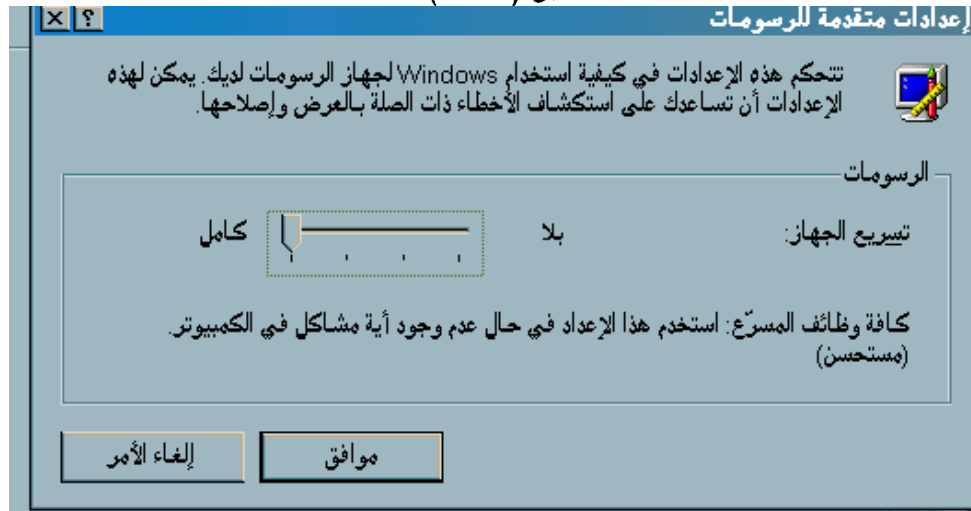 إعدادات متقدمة للرسومات
تتحكم هذه الإعدادات في كيفية استخدام Windows لجهاز الرسومات لديك. يمكن لهذه
الإعدادات أن تساعدك على استكشاف الأخطاء ذات الصلة بالعرض وإصلاحها.
الرسومات
تسريع الجهاز: بلا كامل
كافة وظائف المسرّع: استخدم هذا الإعداد في حال عدم وجود أية مشاكل في الكمبيوتر.
(مستحسن)
موافق إلغاء الأمر